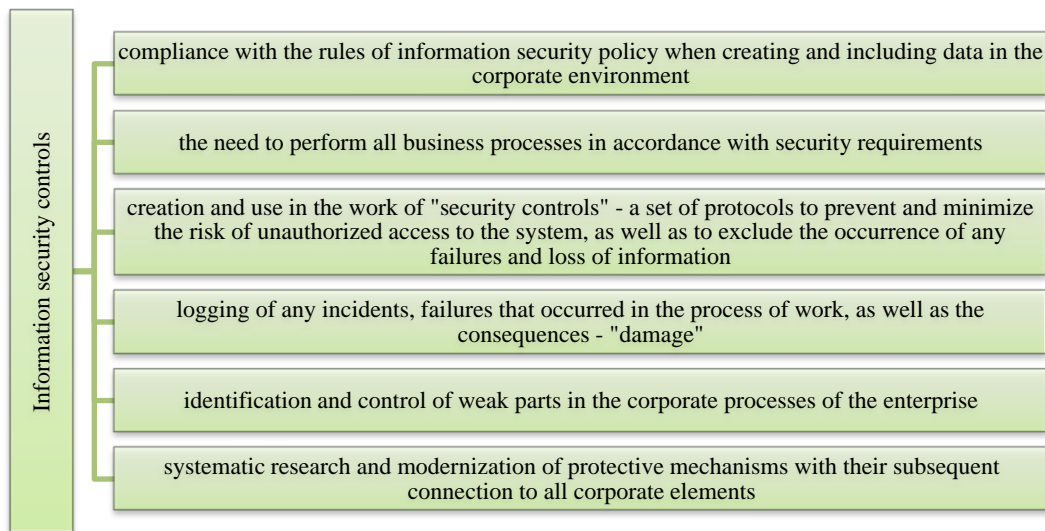 Information security controls
compliance with the rules of information security policy when creating and including data in the
corporate environment
the need to perform all business processes in accordance with security requirements
creation and use in the work of "security controls" - a set of protocols to prevent and minimize
the risk of unauthorized access to the system, as well as to exclude the occurrence of any
failures and loss of information
logging of any incidents, failures that occurred in the process of work, as well as the
consequences - "damage"
identification and control of weak parts in the corporate processes of the enterprise
systematic research and modernization of protective mechanisms with their subsequent
connection to all corporate elements